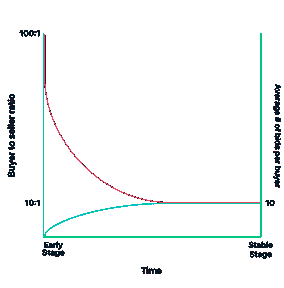 100:1
Buyer to seller ratio
Average # of bids per buyer
10:1
10
Early
Stage
Stable
Stage
Time